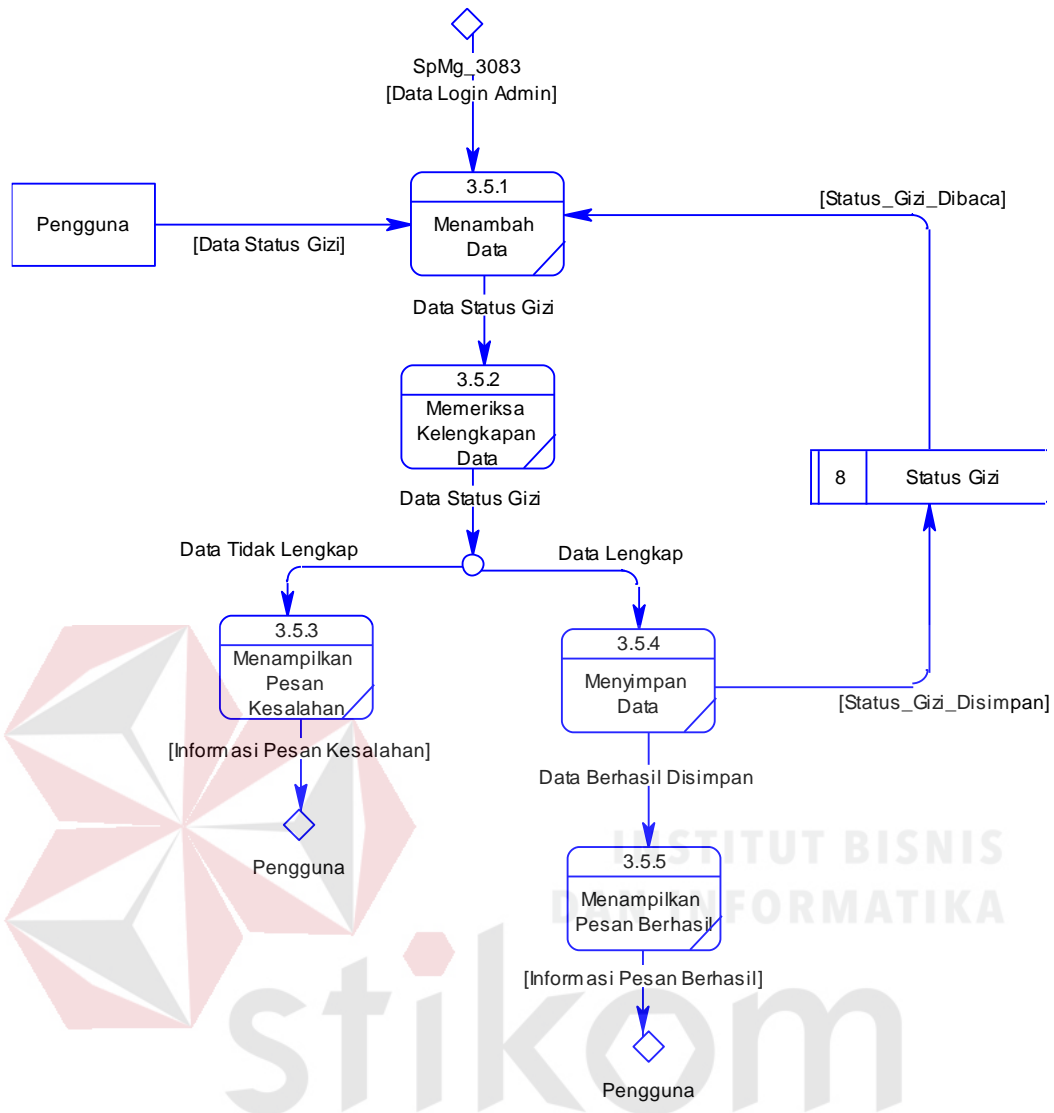 SpMg_3083
[Data Login Admin]
3.5.1
Menambah
Data
Pengguna
[Data Status Gizi]
[Status_Gizi_Dibaca]
Data Status Gizi
3.5.2
Memeriksa
Kelengkapan
Data
8
Status Gizi
Data Status Gizi
Data Tidak Lengkap
Data Lengkap
3.5.3
Menampilkan
Pesan
Kesalahan
3.5.4
Menyimpan
Data
[Status_Gizi_Disimpan]
[Informasi Pesan Kesalahan]
Data Berhasil Disimpan
Pengguna
3.5.5
Menampilkan
Pesan Berhasil
INSTITUT BISNIS
DAN INFORMATIKA
[Informasi Pesan Berhasil]
stikom
Pengguna